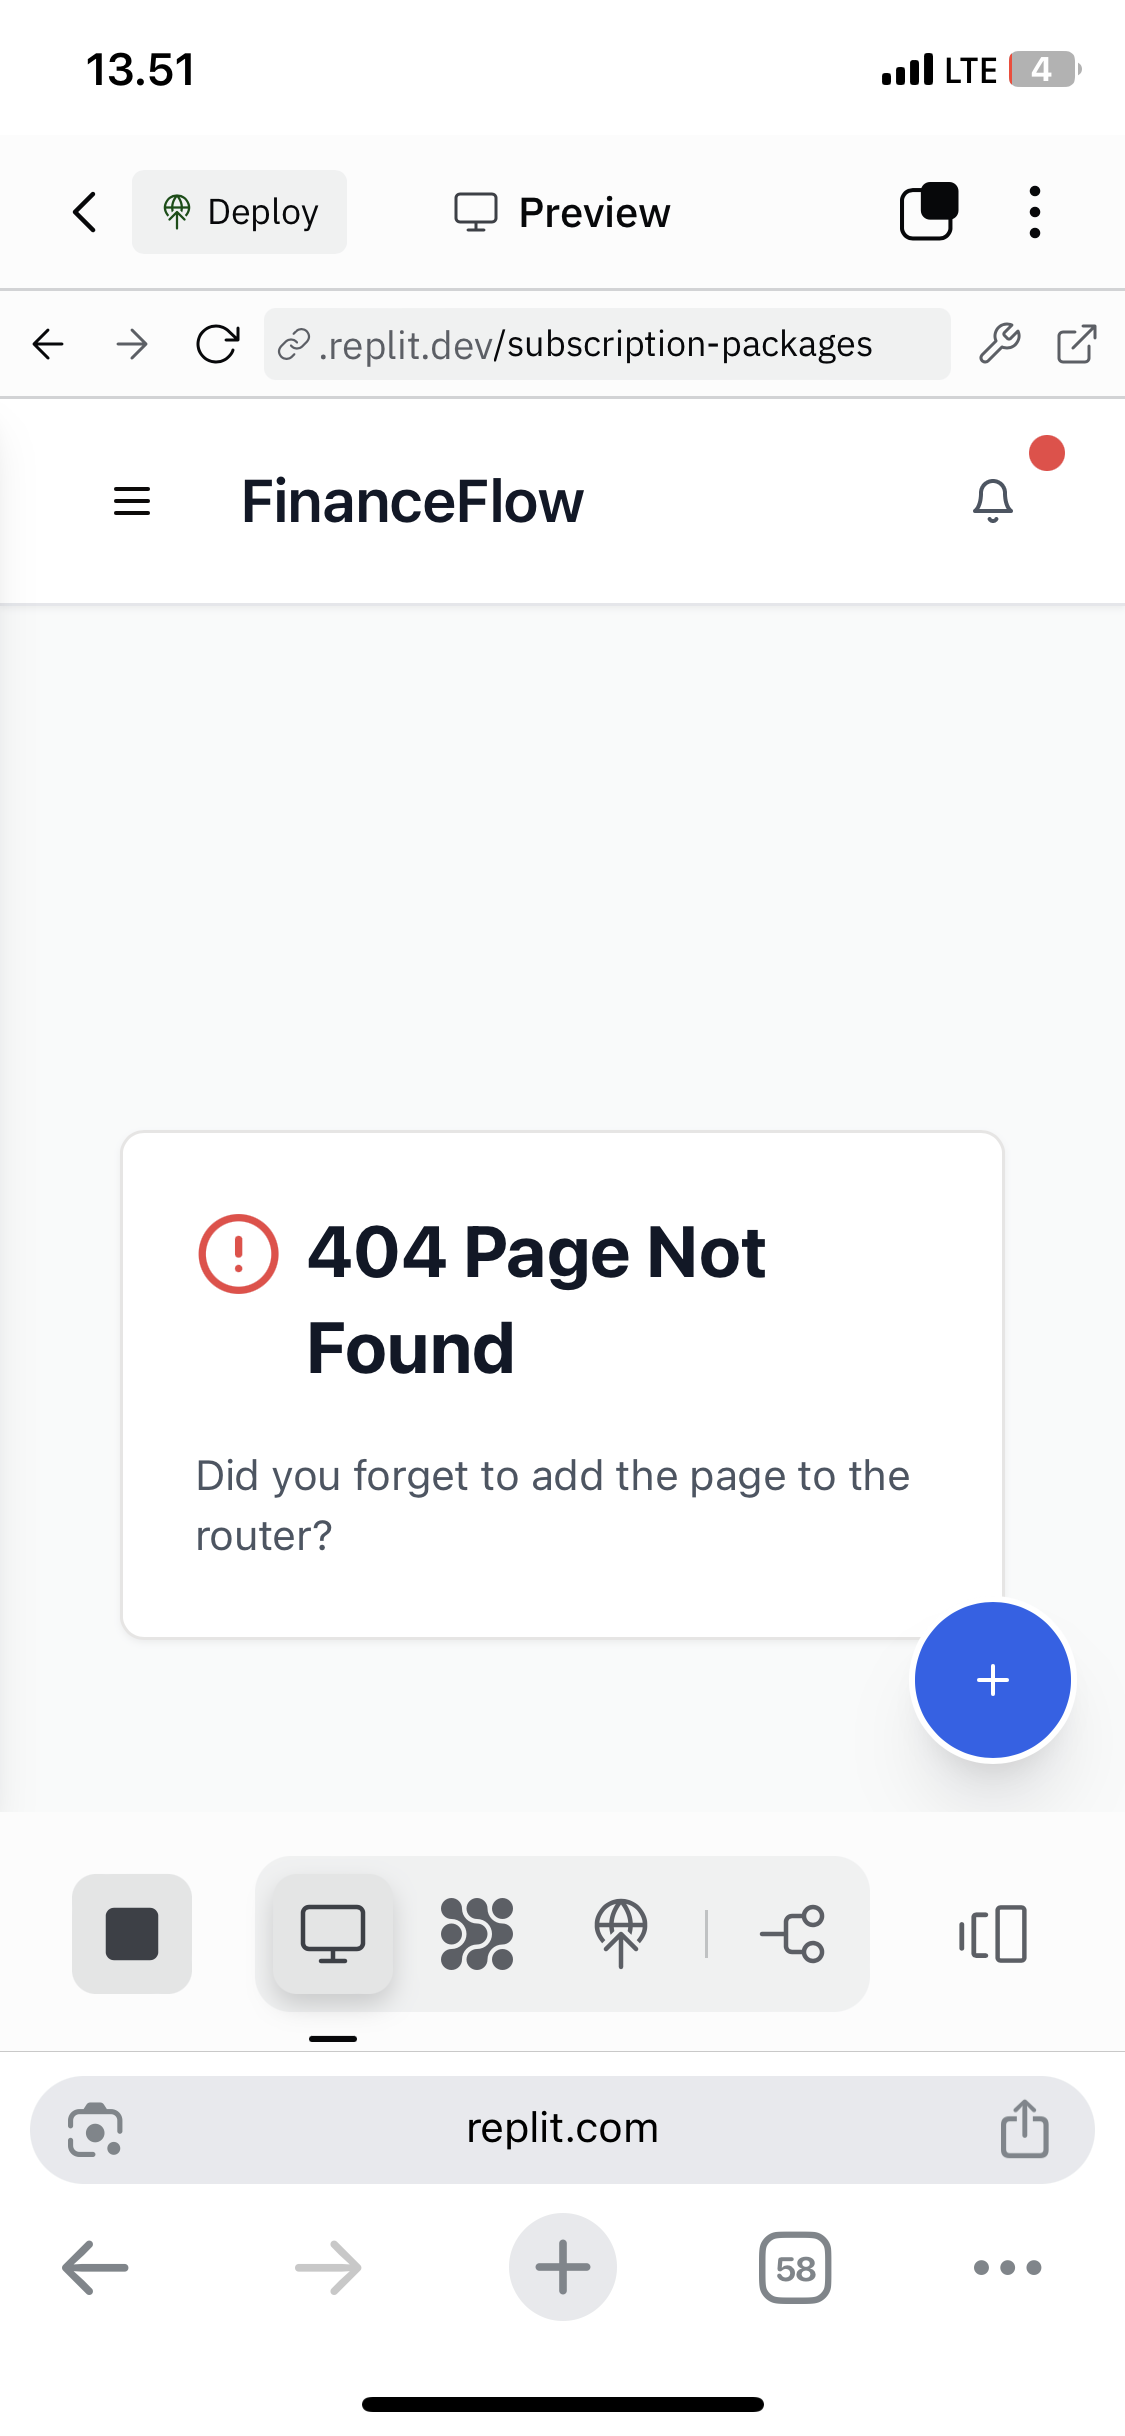 13.51
LTE 4
Deploy
Preview
.replit.dev/subscription-packages
FinanceFlow
404 Page Not
Found
Did you forget to add the page to the
router?
replit.com
58